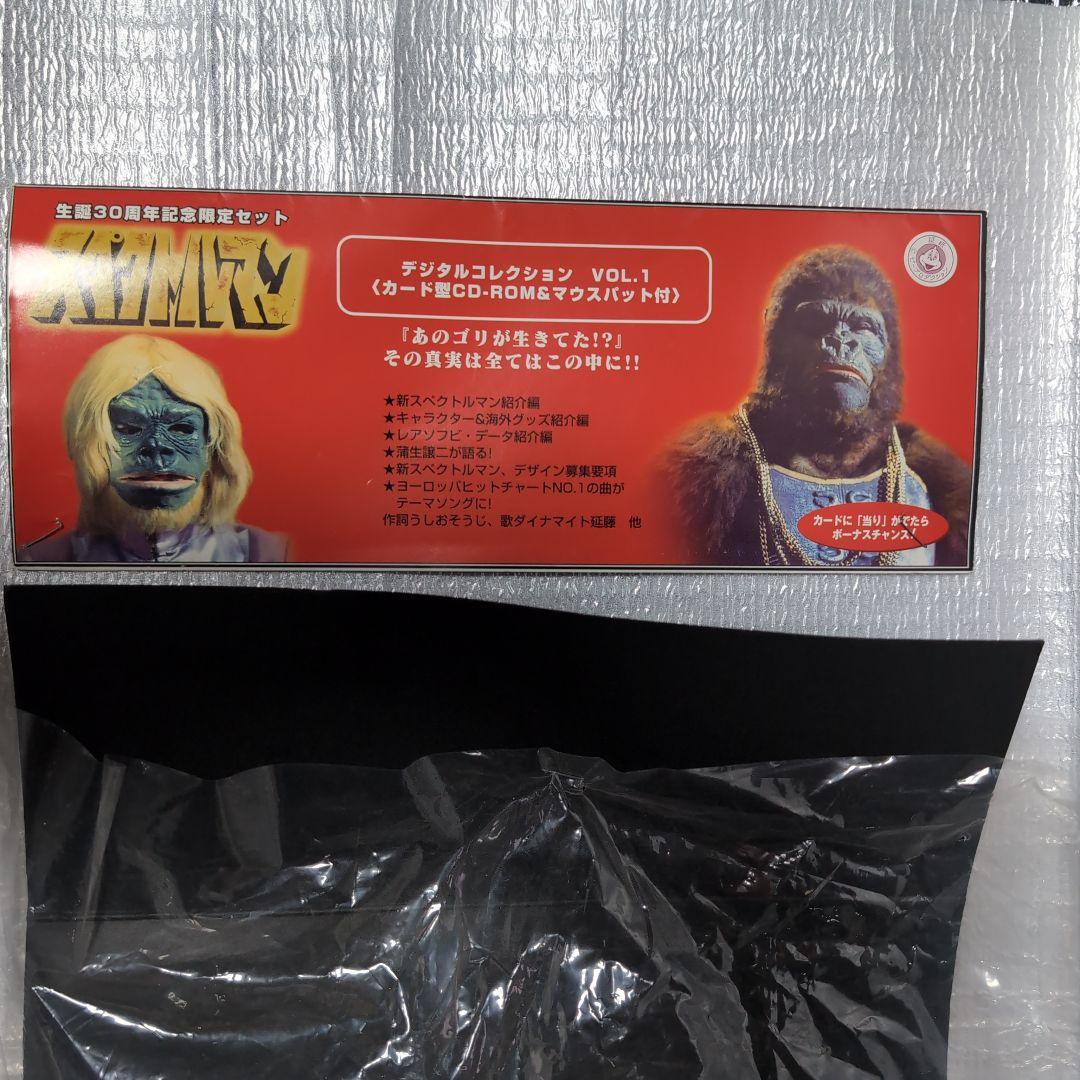 生誕30周年記念限定セット
スペクトルマン
デジタルコレクション VOL.1
〈カード型CD-ROM&マウスパット付〉
『あのゴリが生きてた!?』
その真実は全てはこの中に!!
★新スペクトルマン紹介編
★キャラクター&海外グッズ紹介編
★レアソフビ・データ紹介編
★蒲生譲二が語る!
★新スペクトルマン、デザイン募集要項
★ヨーロッパヒットチャートNO.1の曲が
テーマソングに!
作詞うしおそうじ、歌ダイナマイト延藤 他
カードに「当り」がでたら
ボーナスチャンス!